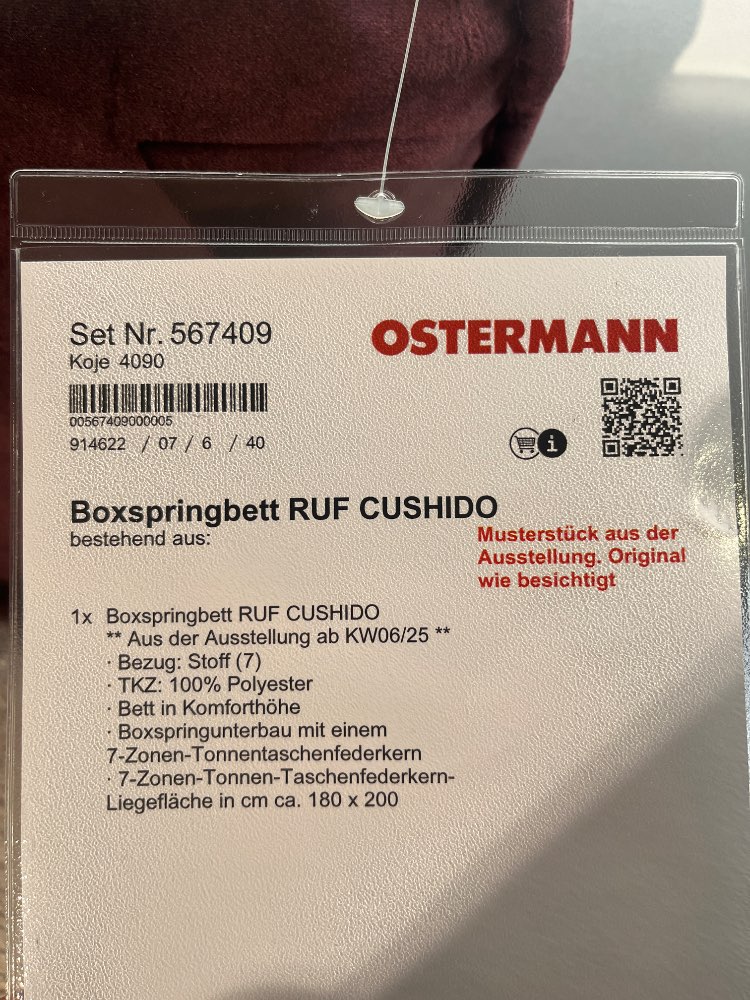 Set Nr. 567409
OSTERMANN
Koje 4090
00567409000005
914622 / 07 / 6 / 40
Boxspringbett RUF CUSHIDO
bestehend aus:
Musterstück aus der
Ausstellung. Original
wie besichtigt
1x Boxspringbett RUF CUSHIDO
** Aus der Ausstellung ab KW06/25 **
· Bezug: Stoff (7)
· TKZ: 100% Polyester
· Bett in Komforthöhe
· Boxspringunterbau mit einem
7-Zonen-Tonnentaschenfederkern
· 7-Zonen-Tonnen-Taschenfederkern-
Liegefläche in cm ca. 180 x 200